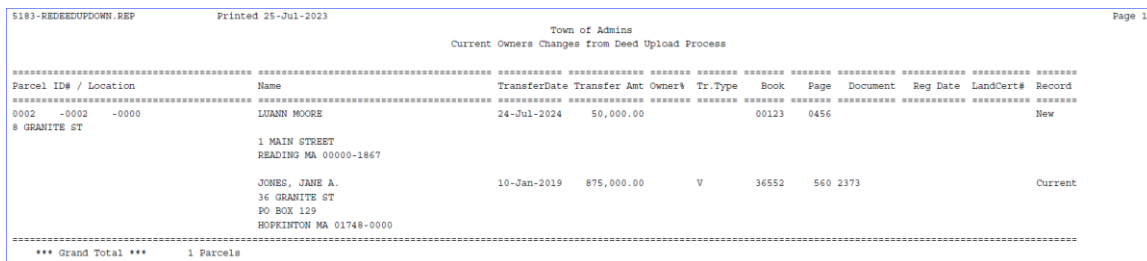 5183-REDEEDUPDOWN.REP Printed 25-Jul-2023 Page 1
Town of Admins
Current Owners Changes from Deed Upload Process
Parcel ID# / Location Name TransferDate Transfer Amt Owner% Tr.Type Book Page Document Reg Date LandCert# Record
0002 -0002 -0000 LUANN MOORE 24-Jul-2024 50,000.00 00123 0456 New
8 GRANITE ST
1 MAIN STREET
READING MA 00000-1867
JONES, JANE A. 10-Jan-2019 875,000.00 V 36552 560 2373 Current
36 GRANITE ST
PO BOX 129
HOPKINTON MA 01748-0000
*** Grand Total *** 1 Parcels